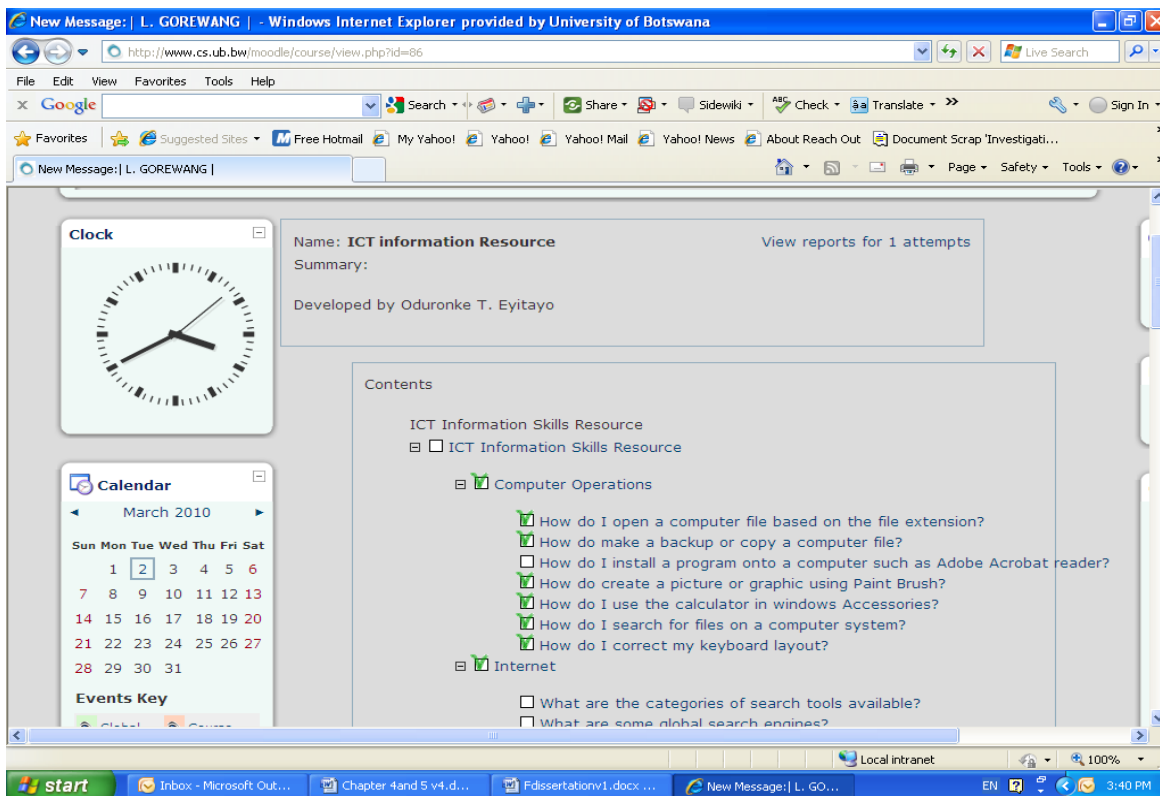 New Message:| L. GOREWANG | - Windows Internet Explorer provided by University of Botswana
http://www.cs.ub.bw/moodle/course/view.php?id=86
Live Search
File Edit View Favorites Tools Help
x Google Search Share Sidewiki ABC Check Translate Sign In
Favorites Suggested Sites Free Hotmail My Yahoo! Yahoo! Yahoo! Mail Yahoo! News About Reach Out Document Scrap 'Investigati...
New Message:| L. GOREWANG | Page Safety Tools
Clock
Name: ICT information Resource View reports for 1 attempts
Summary:
Developed by Oduronke T. Eyitayo
Contents
ICT Information Skills Resource
ICT Information Skills Resource
Computer Operations
How do I open a computer file based on the file extension?
How do make a backup or copy a computer file?
How do I install a program onto a computer such as Adobe Acrobat reader?
How do create a picture or graphic using Paint Brush?
How do I use the calculator in windows Accessories?
How do I search for files on a computer system?
How do I correct my keyboard layout?
Internet
What are the categories of search tools available?
What are some global search engines?
Calendar
March 2010
Sun Mon Tue Wed Thu Fri Sat
1 2 3 4 5 6
7 8 9 10 11 12 13
14 15 16 17 18 19 20
21 22 23 24 25 26 27
28 29 30 31
Events Key
Global Course
Local intranet 100%
start Inbox - Microsoft Out... Chapter 4and 5 v4.d... Fdissertationv1.docx ... New Message:| L. GO... EN 3:40 PM